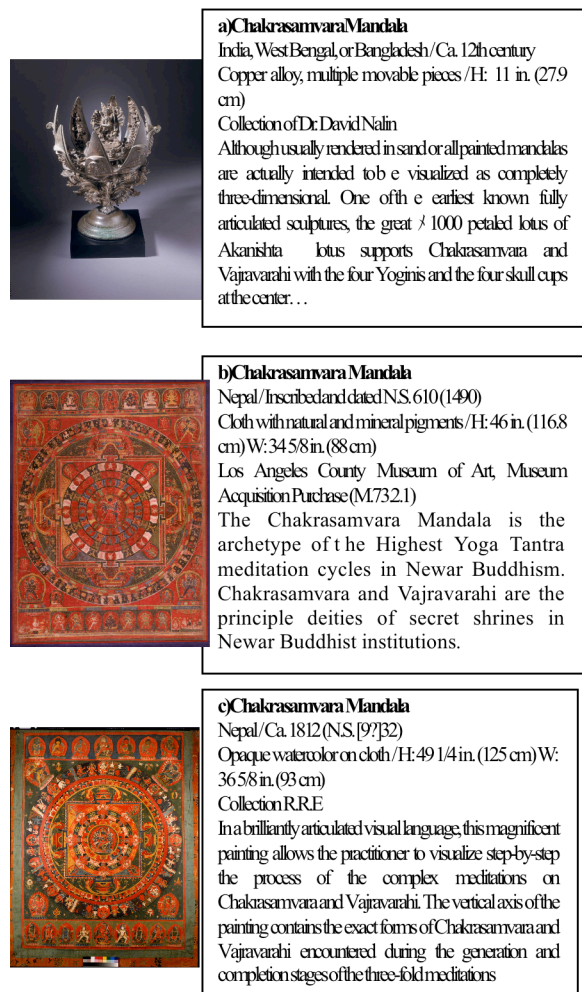 a)Chakrasamvara Mandala
India, West Bengal, or Bangladesh / Ca. 12th century
Copper alloy, multiple movable pieces / H: 11 in. (27.9
cm)
Collection of Dr. David Nalin
Although usually rendered in sand or all painted mandalas
are actually intended tob e visualized as completely
three-dimensional. One ofth e earliest known fully
articulated sculptures, the great 1000 petaled lotus of
Akanishta lotus supports Chakrasamvara and
Vajravarahi with the four Yoginis and the four skull cups
at the center…
b)Chakrasamvara Mandala
Nepal / Inscribed and dated N.S. 610 (1490)
Cloth with natural and mineral pigments / H: 46 in. (116.8
cm) W: 34 5/8 in. (88 cm)
Los Angeles County Museum of Art, Museum
Acquisition Purchase (M.73.2.1)
The Chakrasamvara Mandala is the
archetype of t he Highest Yoga Tantra
meditation cycles in Newar Buddhism.
Chakrasamvara and Vajravarahi are the
principle deities of secret shrines in
Newar Buddhist institutions.
c)Chakrasamvara Mandala
Nepal / Ca. 1812 (N.S. [9?]32)
Opaque watercolor on cloth / H: 49 1/4 in. (125 cm) W:
36 5/8 in. (93 cm)
Collection R.R.E
In a brilliantly articulated visual language, this magnificent
painting allows the practitioner to visualize step-by-step
the process of the complex meditations on
Chakrasamvara and Vajravarahi. The vertical axis of the
painting contains the exact forms of Chakrasamvara and
Vajravarahi encountered during the generation and
completion stages of the three-fold meditations